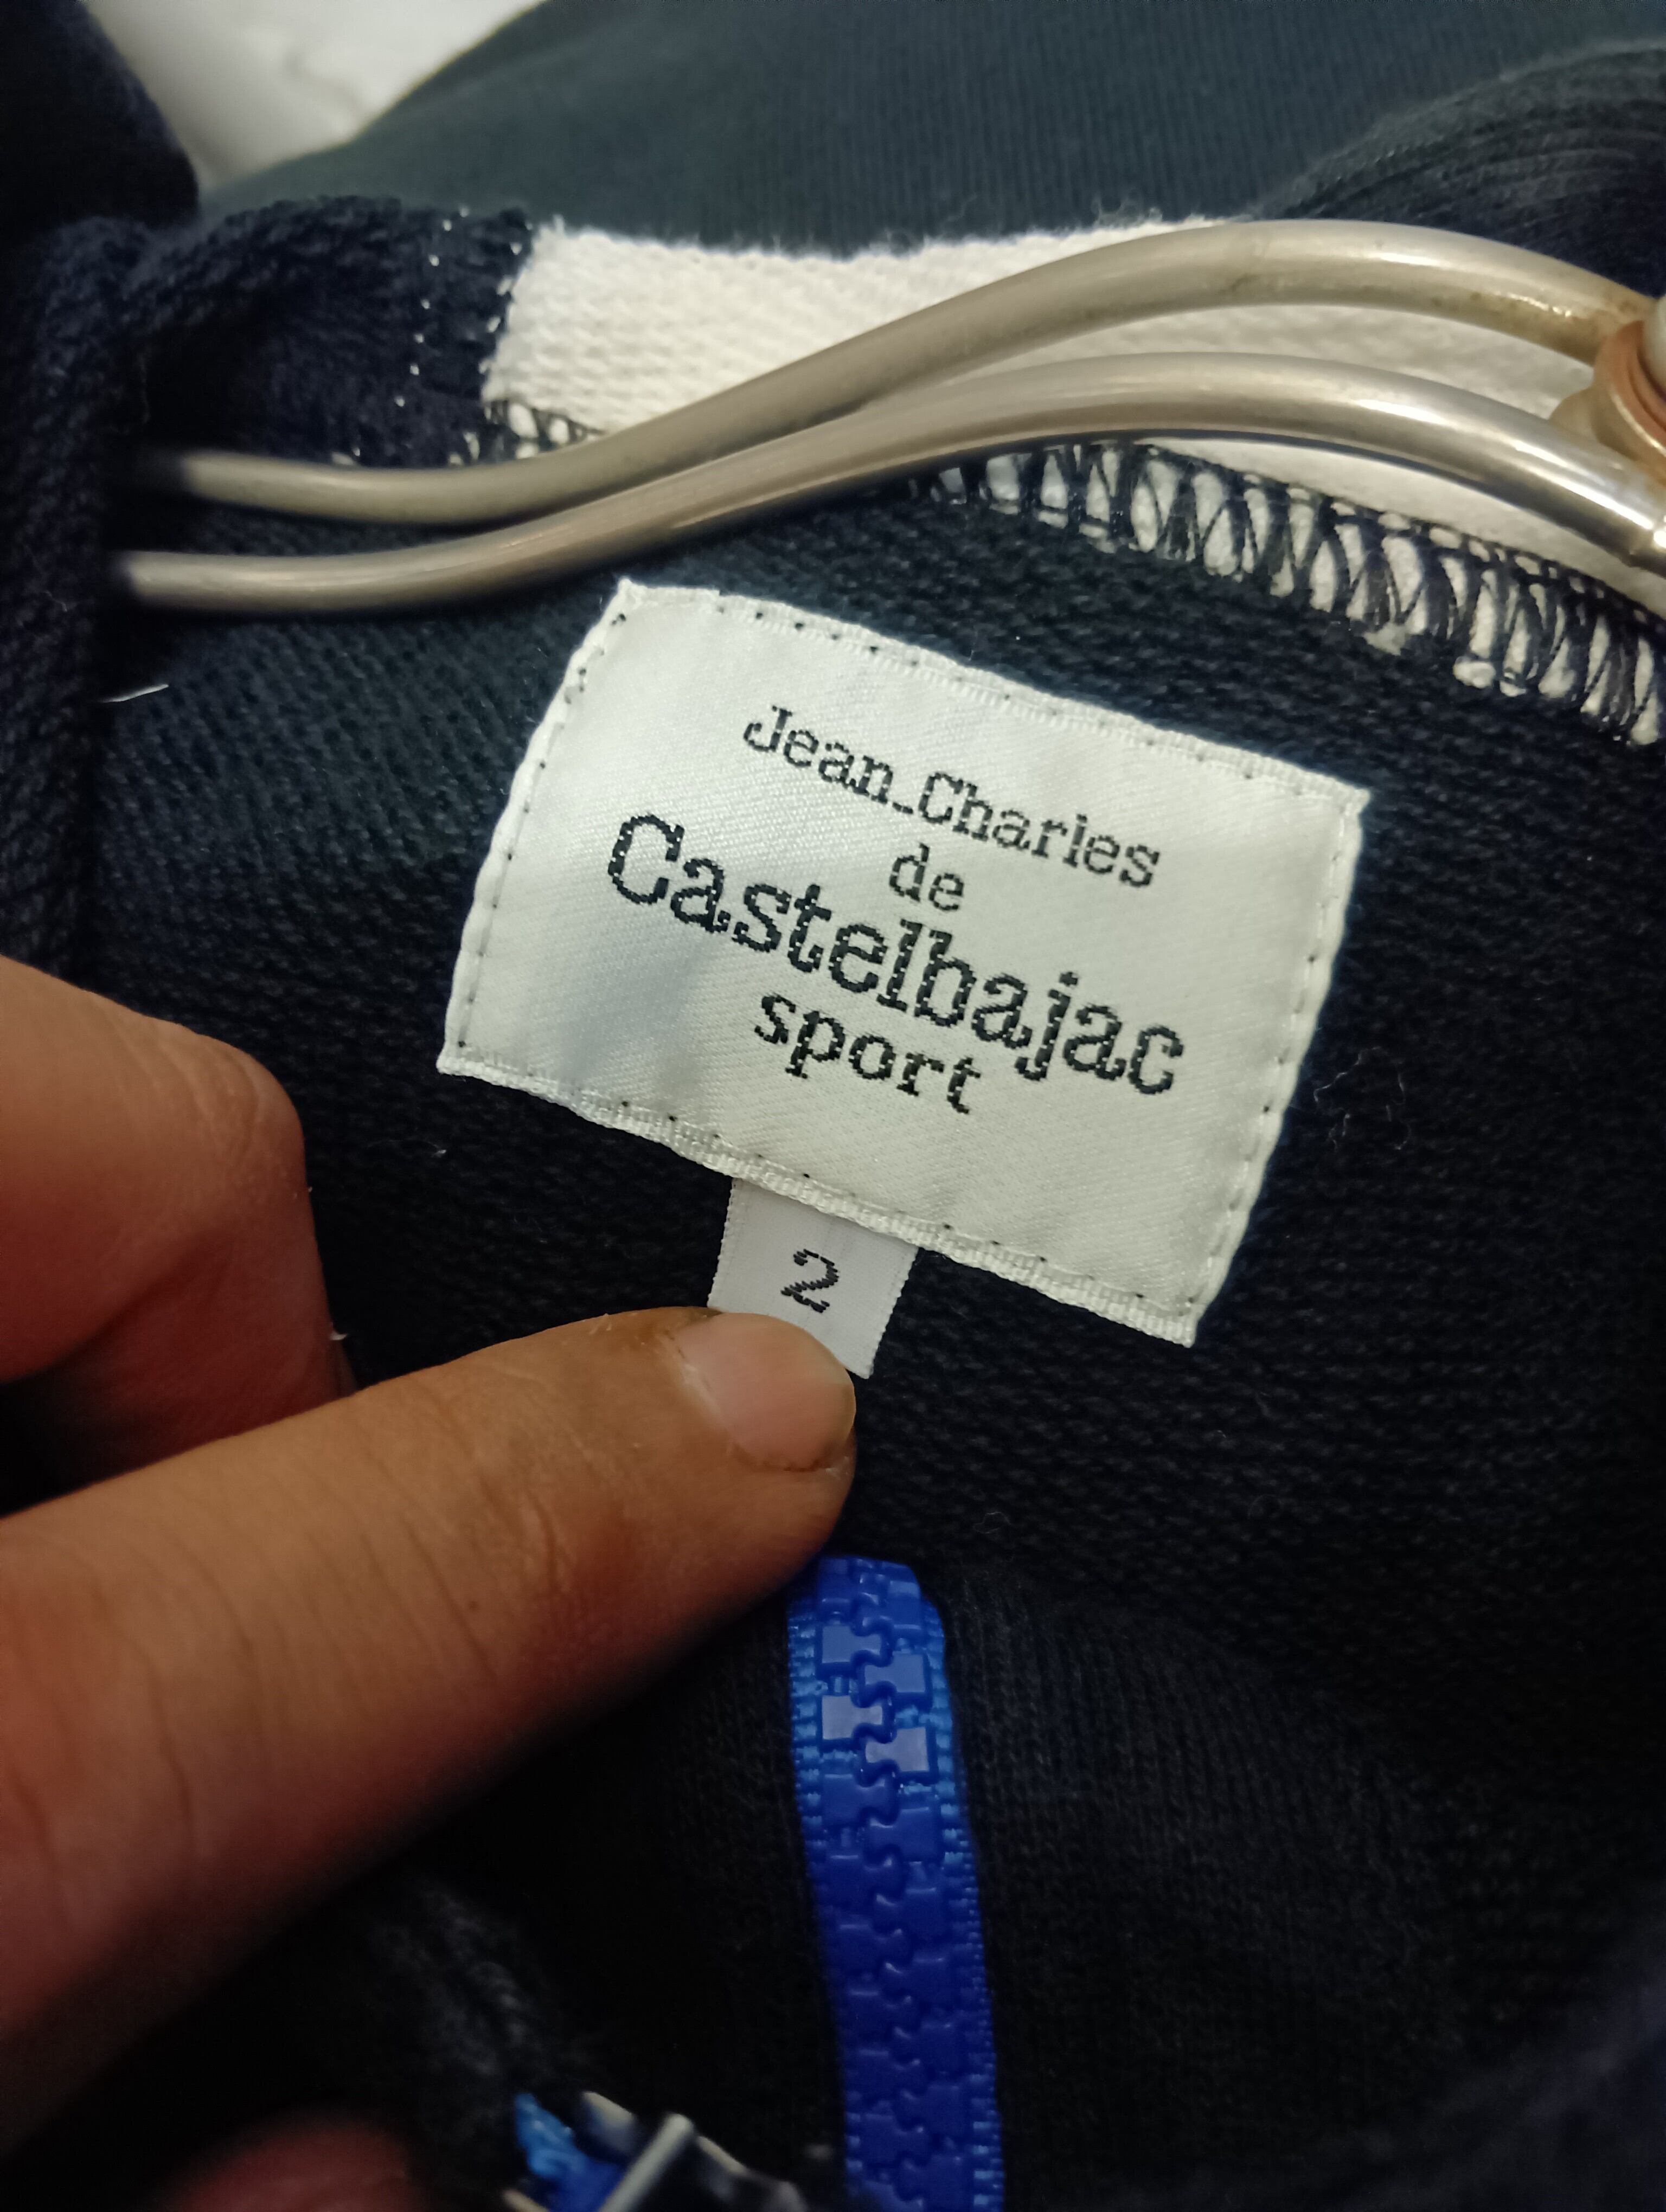 Jean_Charles
de
Castelbajac
sport
2